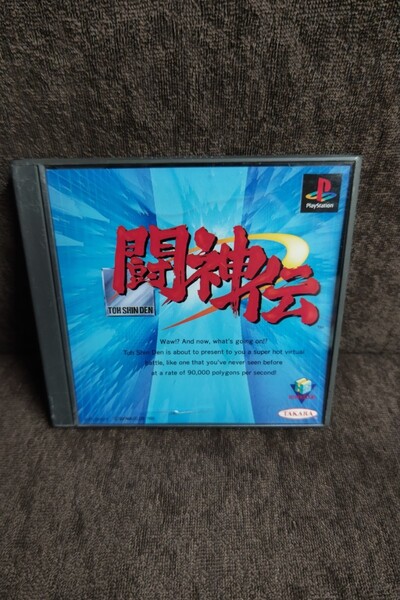 PlayStation
闘神伝
TOH SHIN DEN
Waw!? And now, what's going on!?
Toh Shin Den is about to present to you a super hot virtual
battle, like one that you've never seen before
at a rate of 90,000 polygons per second!
TAKARA